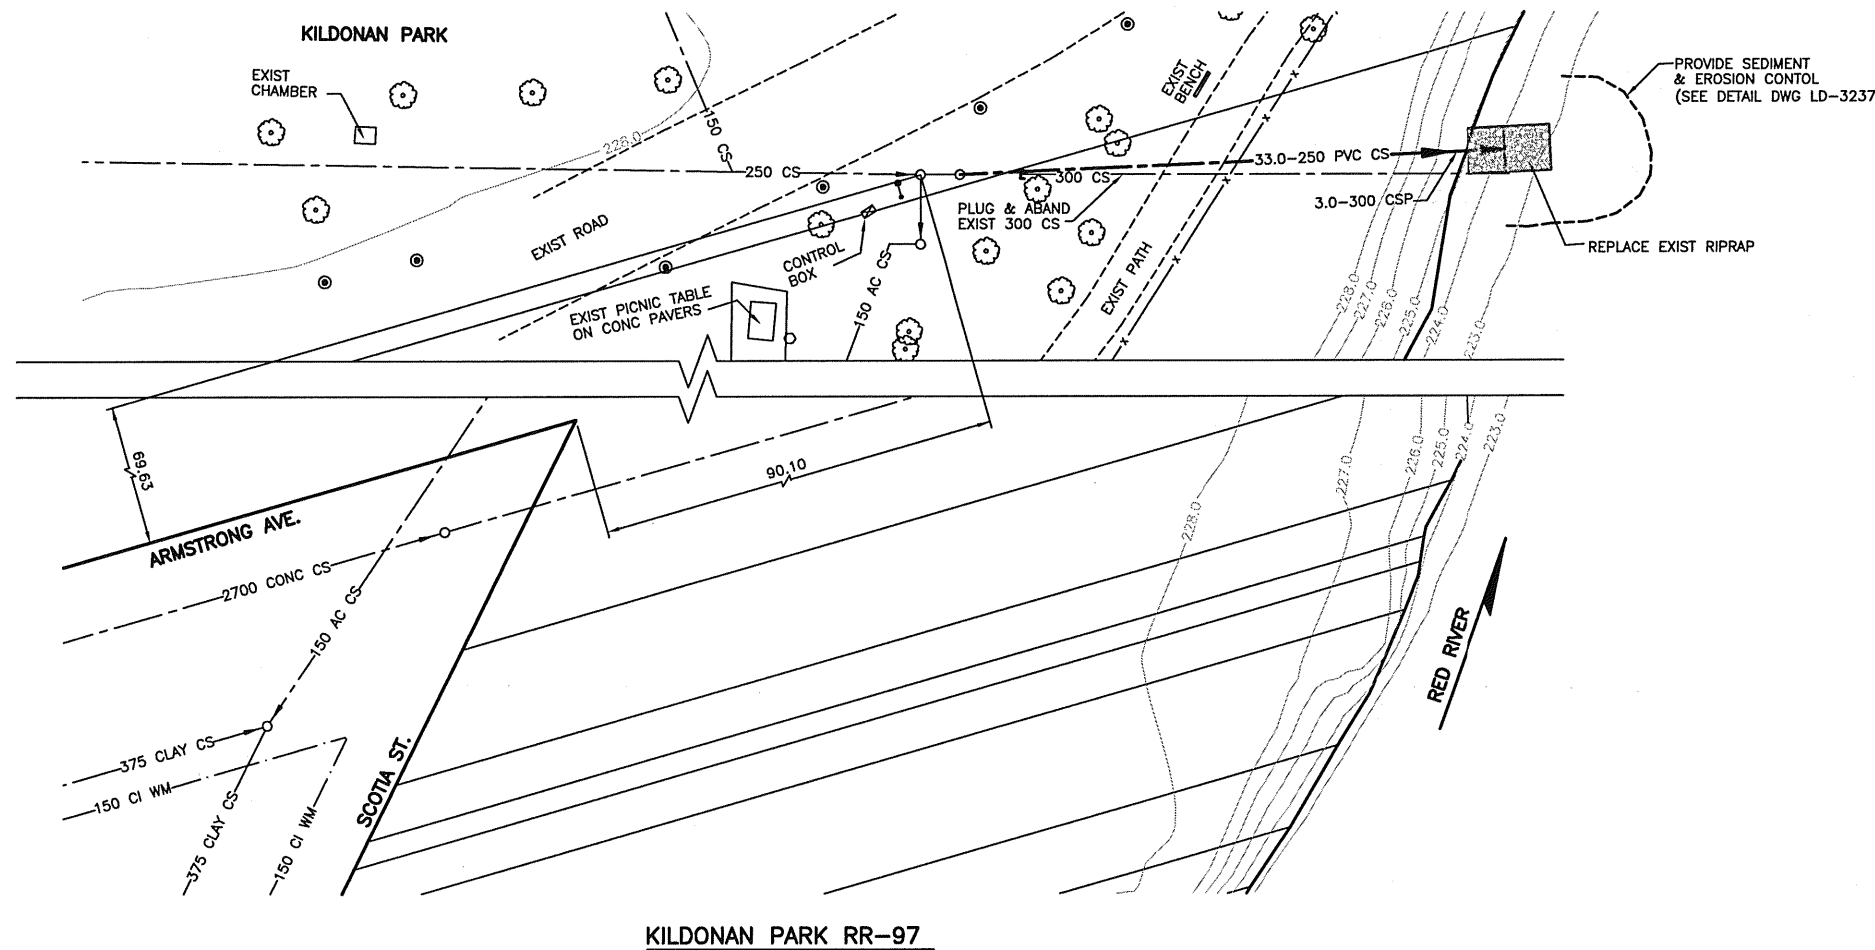 KILDONAN PARK
EXIST
CHAMBER
228.0
150 CS
EXIST
BENCH
PROVIDE SEDIMENT
& EROSION CONTOL
(SEE DETAIL DWG LD-3237
250 CS
300 CS
33.0-250 PVC CS
3.0-300 CSP
PLUG & ABAND
EXIST 300 CS
REPLACE EXIST RIPRAP
EXIST ROAD
CONTROL
BOX
150 AC CS
EXIST PATH
EXIST PICNIC TABLE
ON CONC PAVERS
228.0
227.0
226.0
225.0
224.0
223.0
69.63
90.10
ARMSTRONG AVE.
2700 CONC CS
150 AC CS
228.0
227.0
226.0
225.0
224.0
223.0
RED RIVER
375 CLAY CS
150 CI WM
375 CLAY CS
150 CI WM
SCOTIA ST.
KILDONAN PARK RR-97